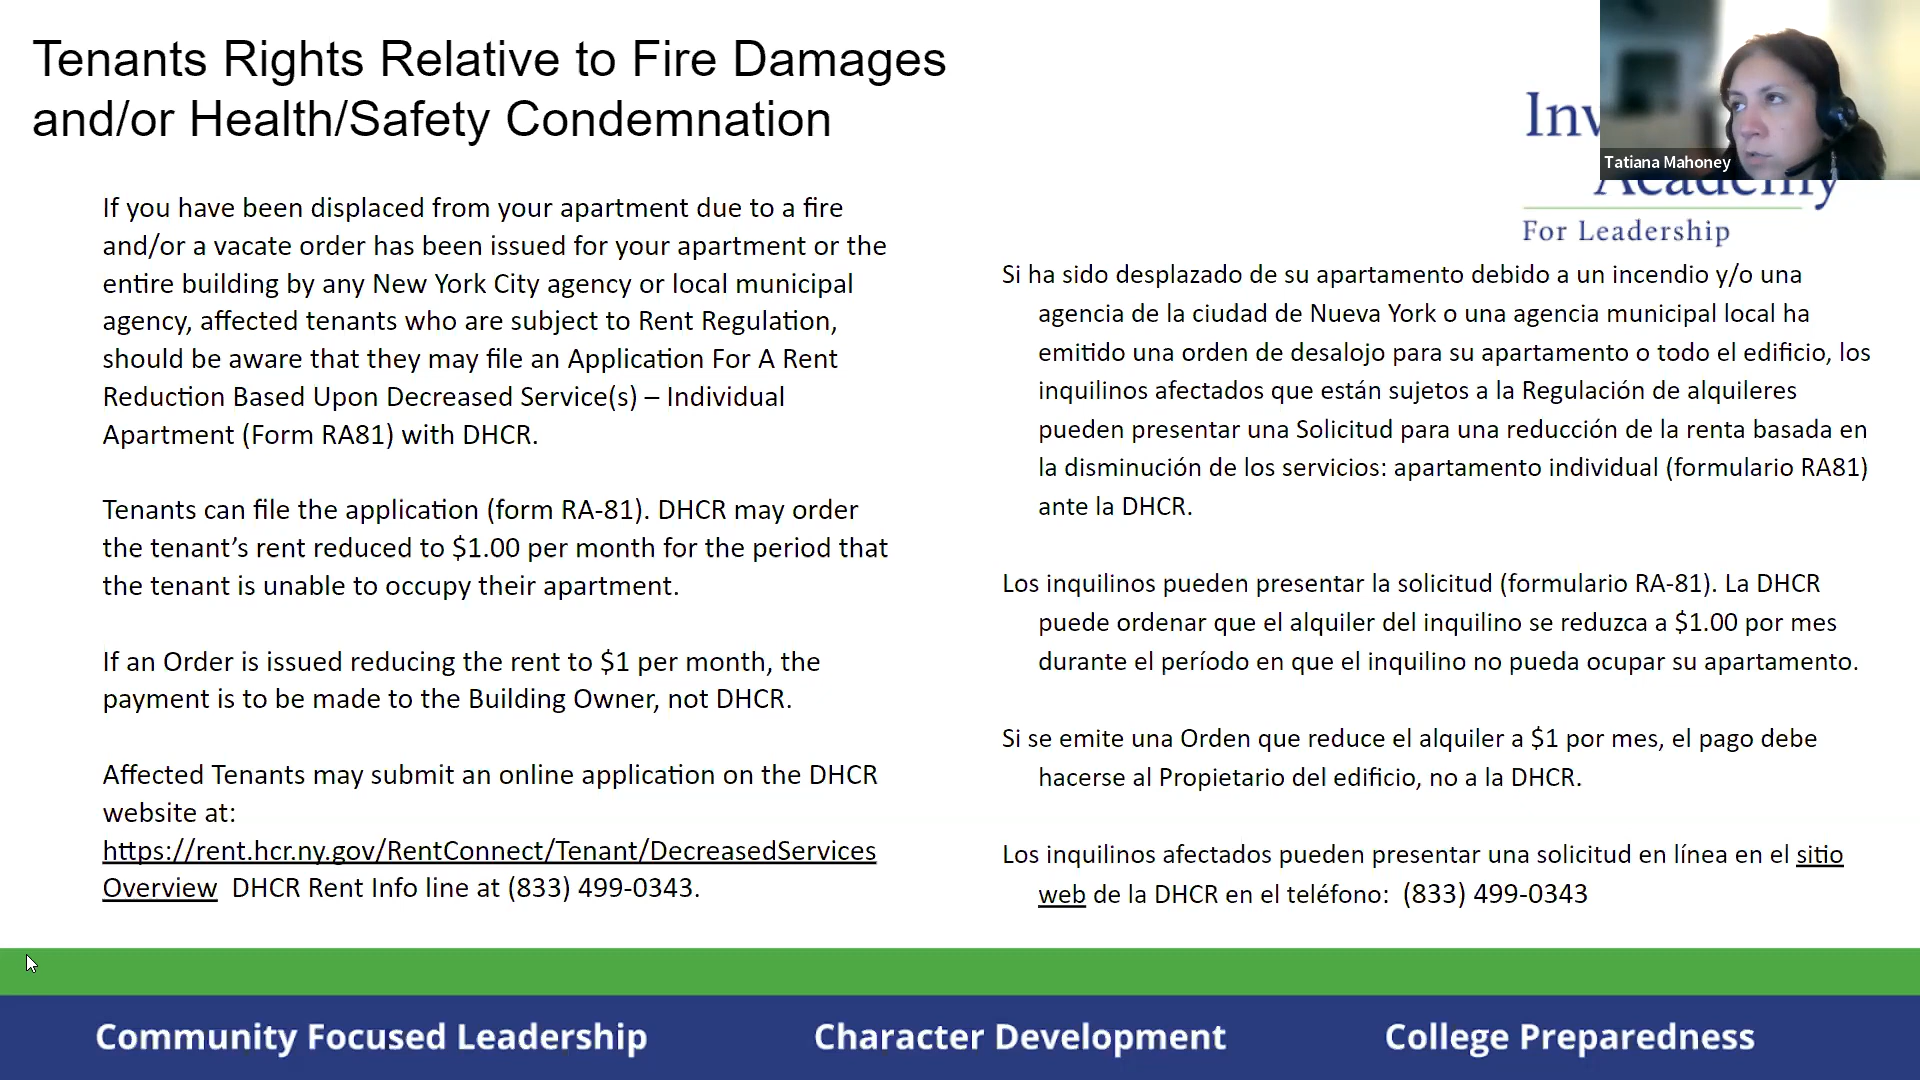 Tenants Rights Relative to Fire Damages
and/or Health/Safety Condemnation
Tatiana Mahoney
Academy
For Leadership
If you have been displaced from your apartment due to a fire
and/or a vacate order has been issued for your apartment or the
entire building by any New York City agency or local municipal
agency, affected tenants who are subject to Rent Regulation,
should be aware that they may file an Application For A Rent
Reduction Based Upon Decreased Service(s) – Individual
Apartment (Form RA81) with DHCR.
Tenants can file the application (form RA-81). DHCR may order
the tenant’s rent reduced to $1.00 per month for the period that
the tenant is unable to occupy their apartment.
If an Order is issued reducing the rent to $1 per month, the
payment is to be made to the Building Owner, not DHCR.
Affected Tenants may submit an online application on the DHCR
website at:
https://rent.hcr.ny.gov/RentConnect/Tenant/DecreasedServices
Overview DHCR Rent Info line at (833) 499-0343.
Si ha sido desplazado de su apartamento debido a un incendio y/o una
agencia de la ciudad de Nueva York o una agencia municipal local ha
emitido una orden de desalojo para su apartamento o todo el edificio, los
inquilinos afectados que están sujetos a la Regulación de alquileres
pueden presentar una Solicitud para una reducción de la renta basada en
la disminución de los servicios: apartamento individual (formulario RA81)
ante la DHCR.
Los inquilinos pueden presentar la solicitud (formulario RA-81). La DHCR
puede ordenar que el alquiler del inquilino se reduzca a $1.00 por mes
durante el período en que el inquilino no pueda ocupar su apartamento.
Si se emite una Orden que reduce el alquiler a $1 por mes, el pago debe
hacerse al Propietario del edificio, no a la DHCR.
Los inquilinos afectados pueden presentar una solicitud en línea en el sitio
web de la DHCR en el teléfono: (833) 499-0343
Community Focused Leadership
Character Development
College Preparedness